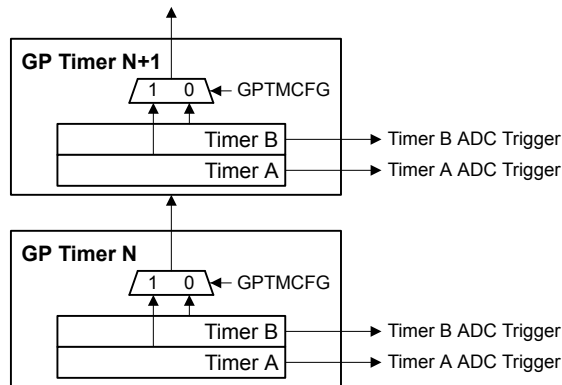 GP Timer N+1
1 0 GPTMCFG
Timer B Timer B ADC Trigger
Timer A Timer A ADC Trigger
GP Timer N
1 0 GPTMCFG
Timer B Timer B ADC Trigger
Timer A Timer A ADC Trigger